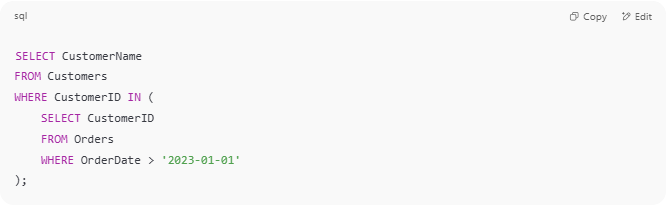 sql
Copy
Edit
SELECT CustomerName
FROM Customers
WHERE CustomerID IN (
    SELECT CustomerID
    FROM Orders
    WHERE OrderDate > '2023-01-01'
);